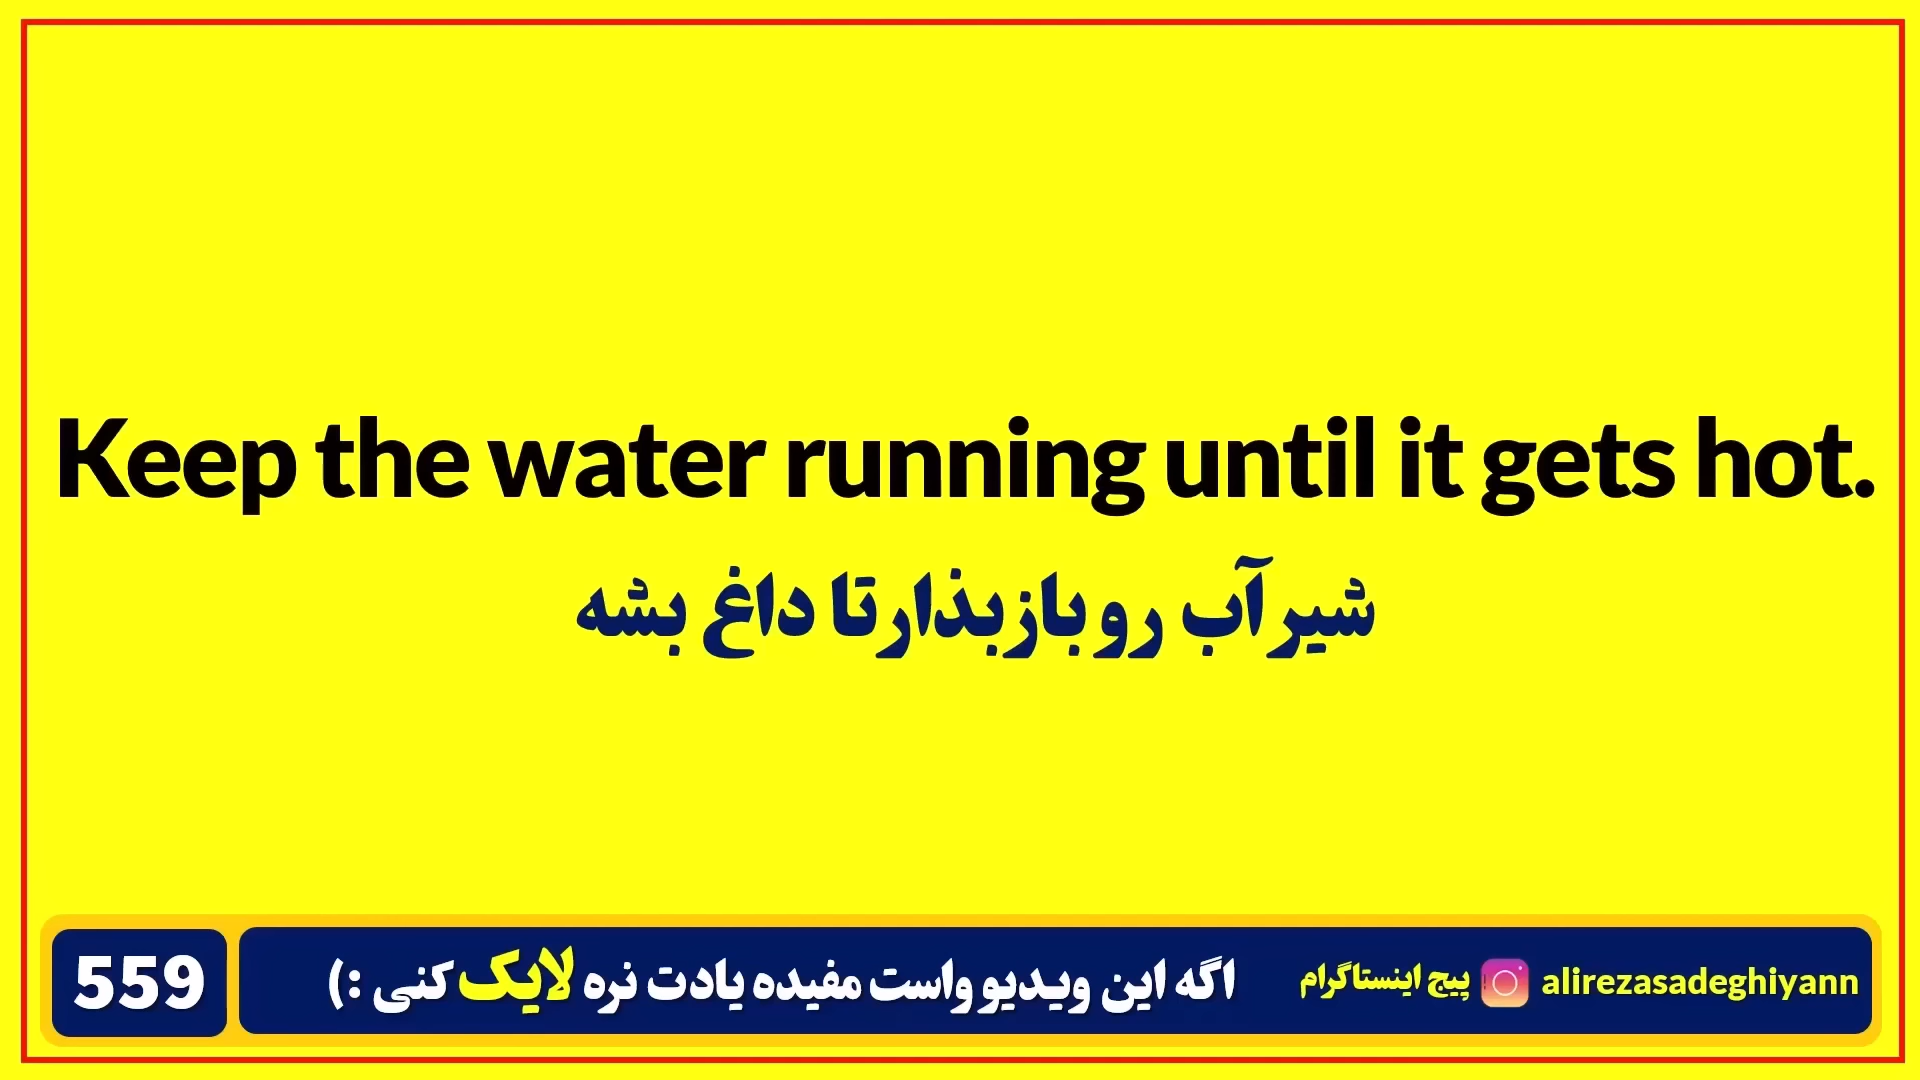 Keep the water running until it gets hot.
شیر آب رو باز بذار تا داغ بشه
559
اگه این ویدیو واست مفیده یادت نره لایک کنی :)
پیج اینستاگرام
alirezasadeghiyann